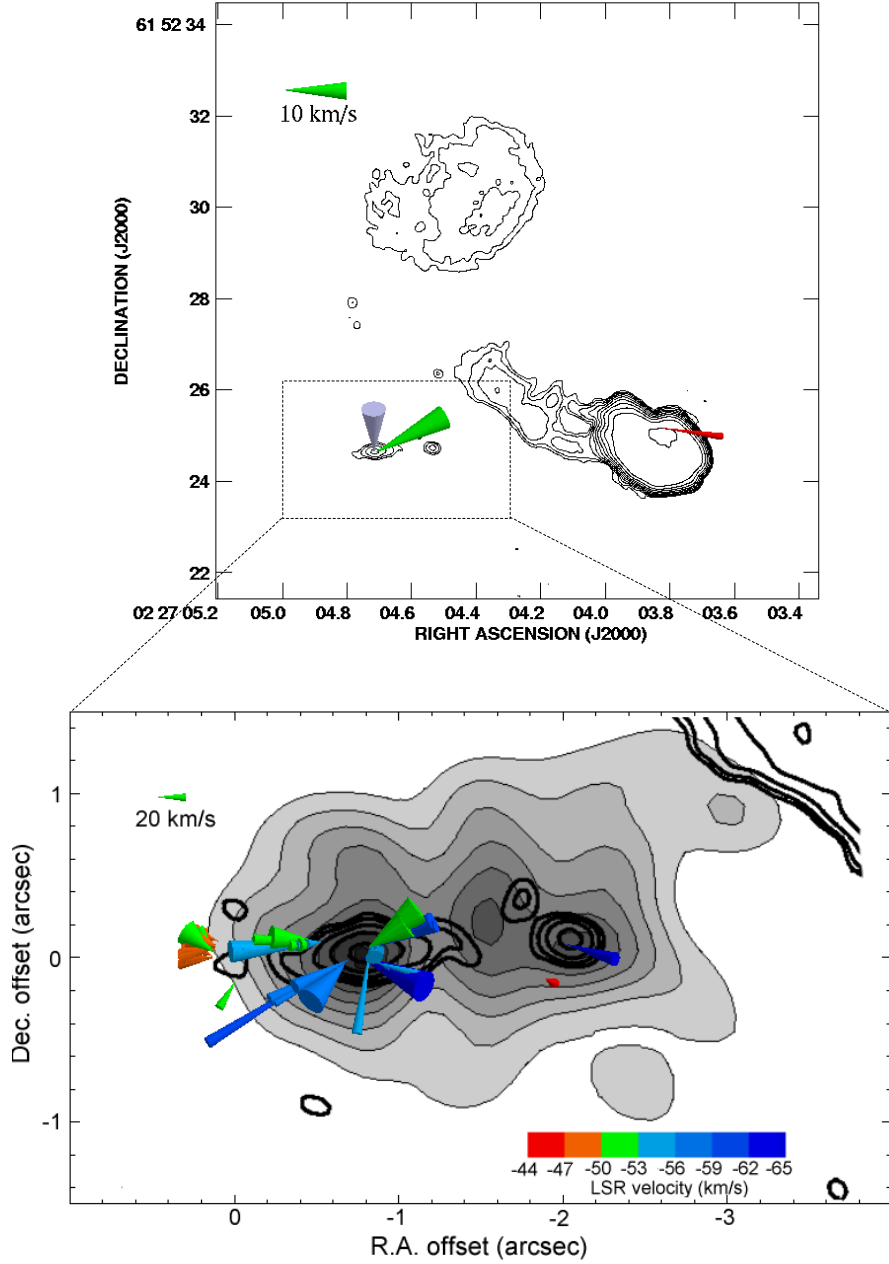 61 52 34
10 km/s
32
30
DECLINATION (J2000)
28
26
24
22
02 27 05.2 05.0 04.8 04.6 04.4 04.2 04.0 03.8 03.6 03.4
RIGHT ASCENSION (J2000)
1
20 km/s
Dec. offset (arcsec)
0
-1
-44 -47 -50 -53 -56 -59 -62 -65
LSR velocity (km/s)
0 -1 -2 -3
R.A. offset (arcsec)